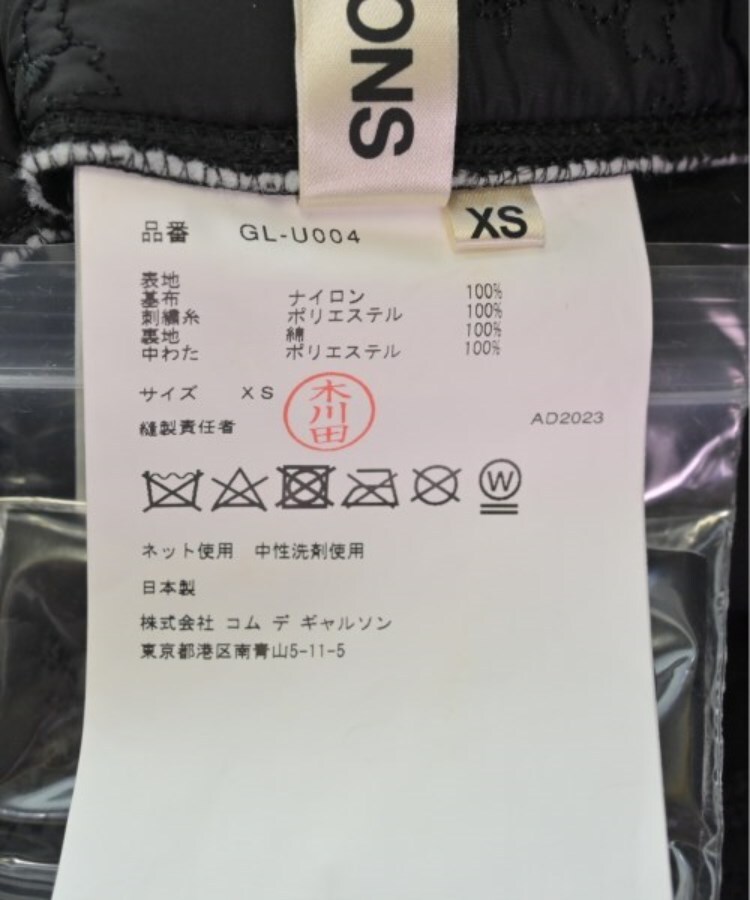 SNO
XS
品番 GL-U004
表地
基布 ナイロン 100%
刺繍糸 ポリエステル 100%
裏地 綿 100%
中わた ポリエステル 100%
サイズ XS
木川田
縫製責任者
AD2023
W
ネット使用 中性洗剤使用
日本製
株式会社 コム デ ギャルソン
東京都港区南青山5-11-5